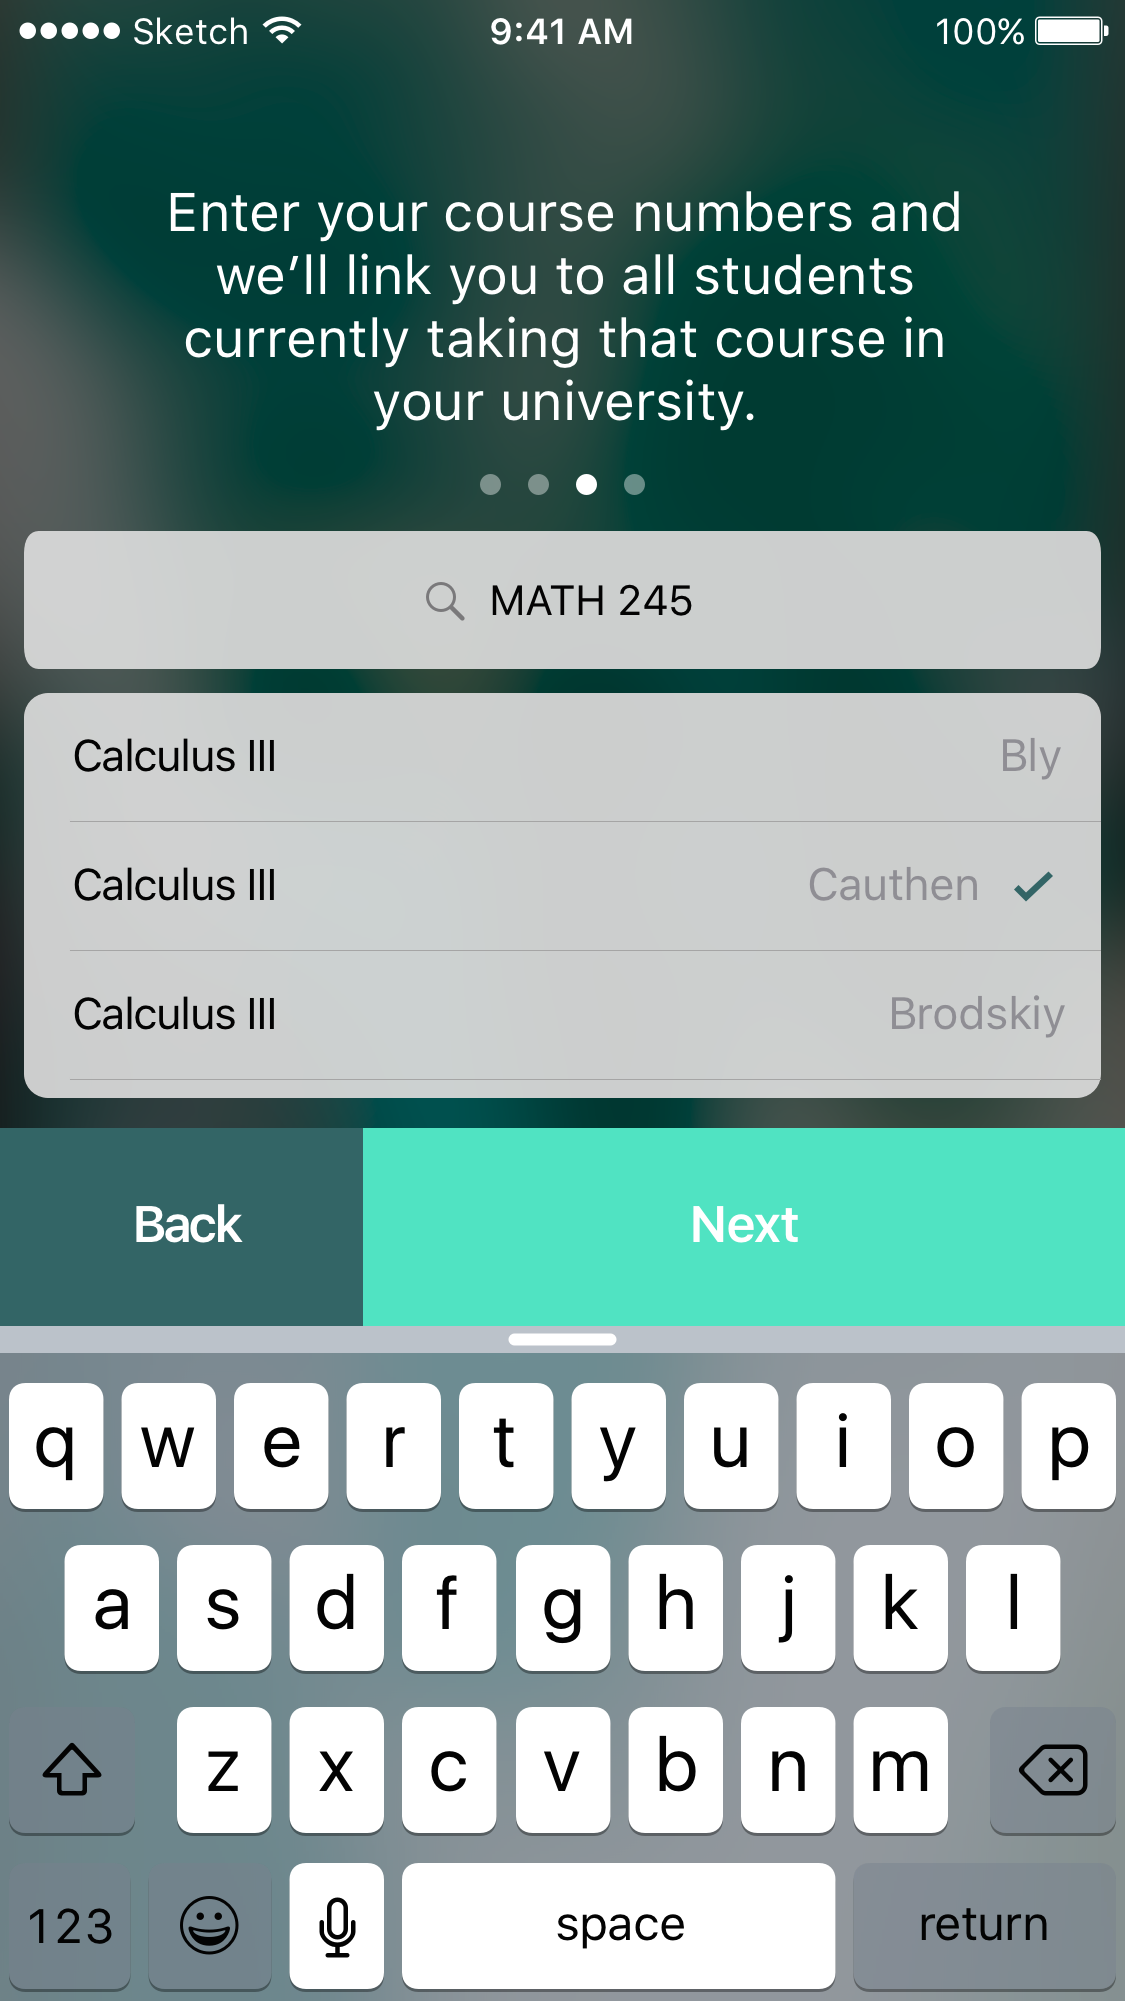 Sketch 9:41 AM 100%
Enter your course numbers and
we’ll link you to all students
currently taking that course in
your university.
MATH 245
Calculus III Bly
Calculus III Cauthen
Calculus III Brodskiy
Back Next
q w e r t y u i o p
a s d f g h j k l
z x c v b n m
123 space return